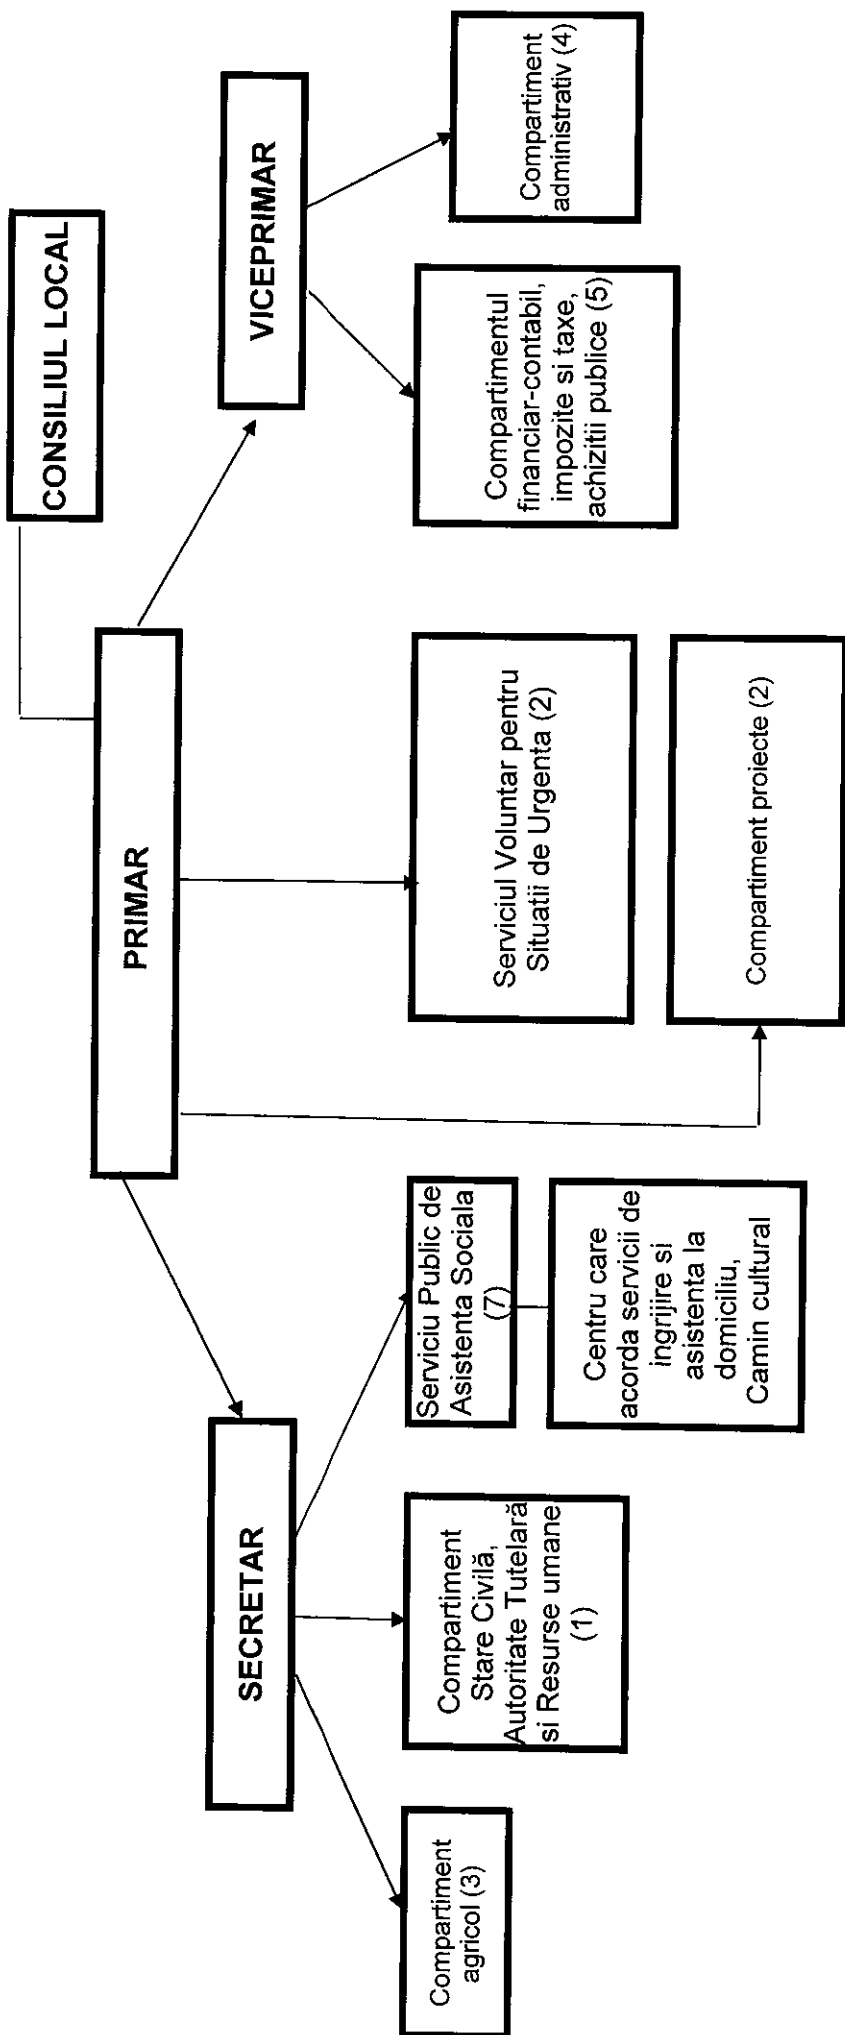 CONSILIUL LOCAL
PRIMAR
SECRETAR
VICEPRIMAR
Compartiment
agricol (3)
Compartiment
Stare Civilă,
Autoritate Tutelară
si Resurse umane
(1)
Serviciu Public de
Asistenta Sociala
(7)
Centru care
acorda servicii de
ingrijire si
asistenta la
domiciliu,
Camin cultural
Serviciul Voluntar pentru
Situatii de Urgenta (2)
Compartiment proiecte (2)
Compartimentul
financiar-contabil,
impozite si taxe,
achizitii publice (5)
Compartiment
administrativ (4)